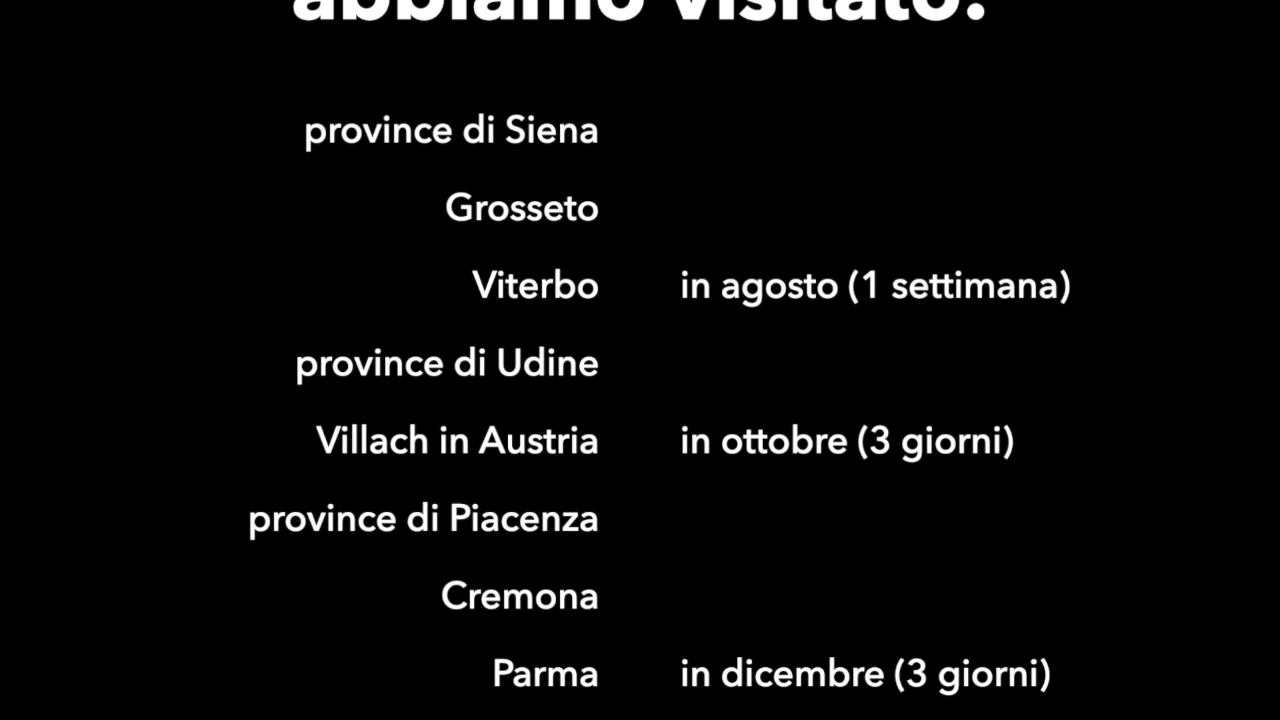 abbiamo visitato:
province di Siena
Grosseto
Viterbo in agosto (1 settimana)
province di Udine
Villach in Austria in ottobre (3 giorni)
province di Piacenza
Cremona
Parma in dicembre (3 giorni)